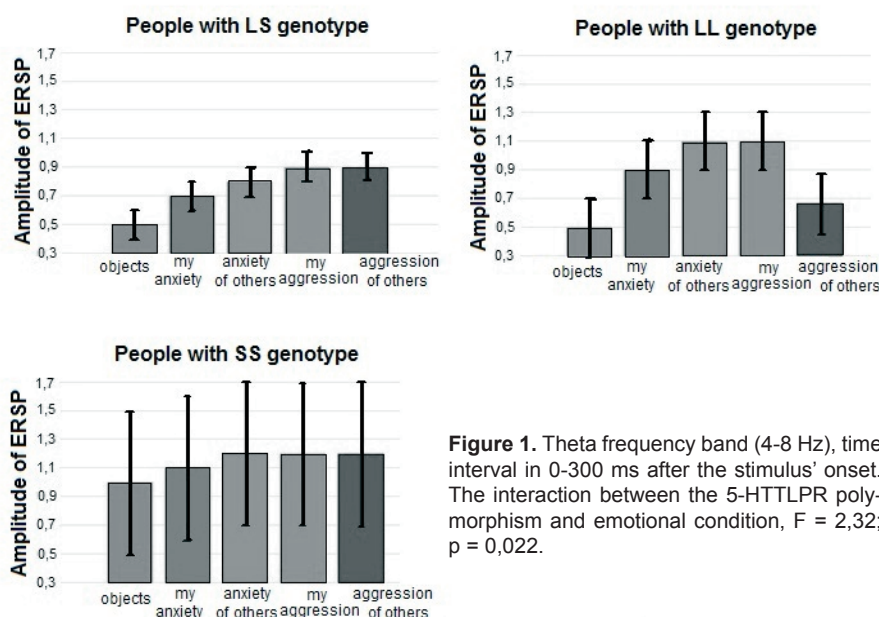 People with LS genotype
Amplitude of ERSP
1,7
1,5
1,3
1,1
0,9
0,7
0,5
0,3
objects
my
anxiety
anxiety
of others
my
aggression
aggression
of others
People with LL genotype
Amplitude of ERSP
1,7
1,5
1,3
1,1
0,9
0,7
0,5
0,3
objects
my
anxiety
anxiety
of others
my
aggression
aggression
of others
People with SS genotype
Amplitude of ERSP
1,7
1,5
1,3
1,1
0,9
0,7
0,5
0,3
objects
my
anxiety
anxiety
of others
my
aggression
aggression
of others
Figure 1. Theta frequency band (4-8 Hz), time
interval in 0-300 ms after the stimulus' onset.
The interaction between the 5-HTTLPR poly-
morphism and emotional condition, F = 2,32;
p = 0,022.